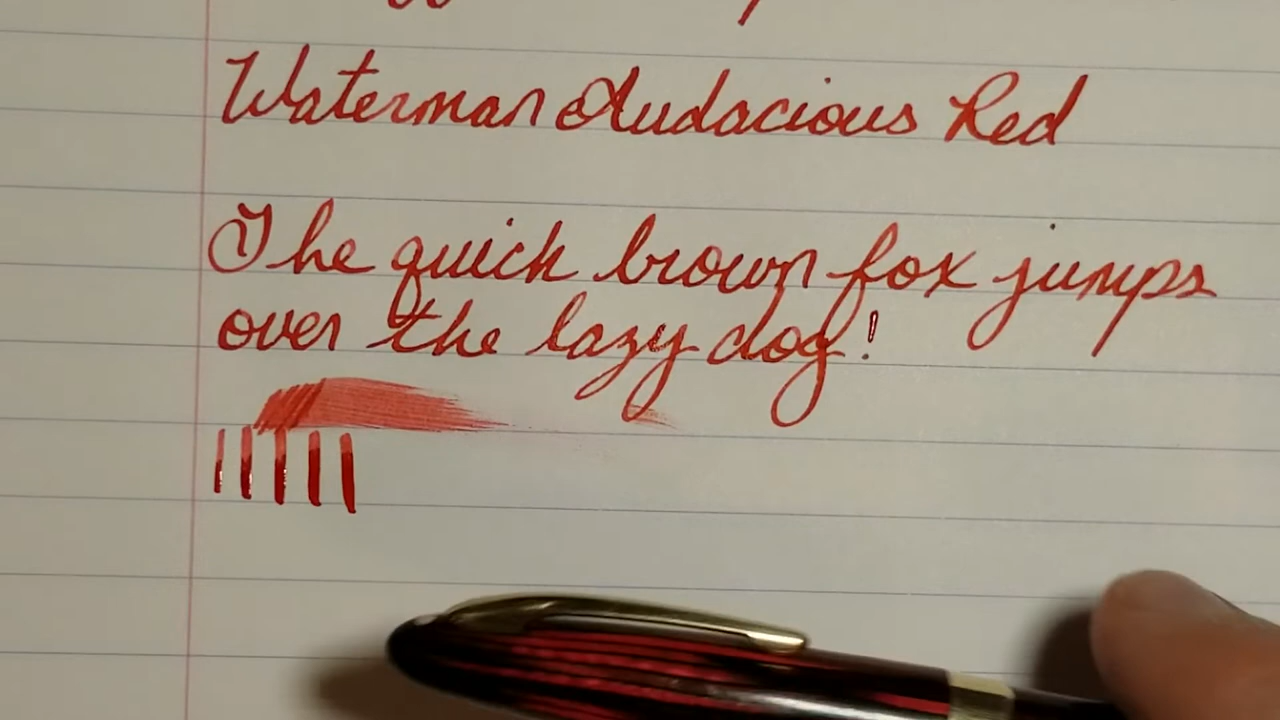 Waterman Audacious Red
The quick brown fox jumps
over the lazy dog!